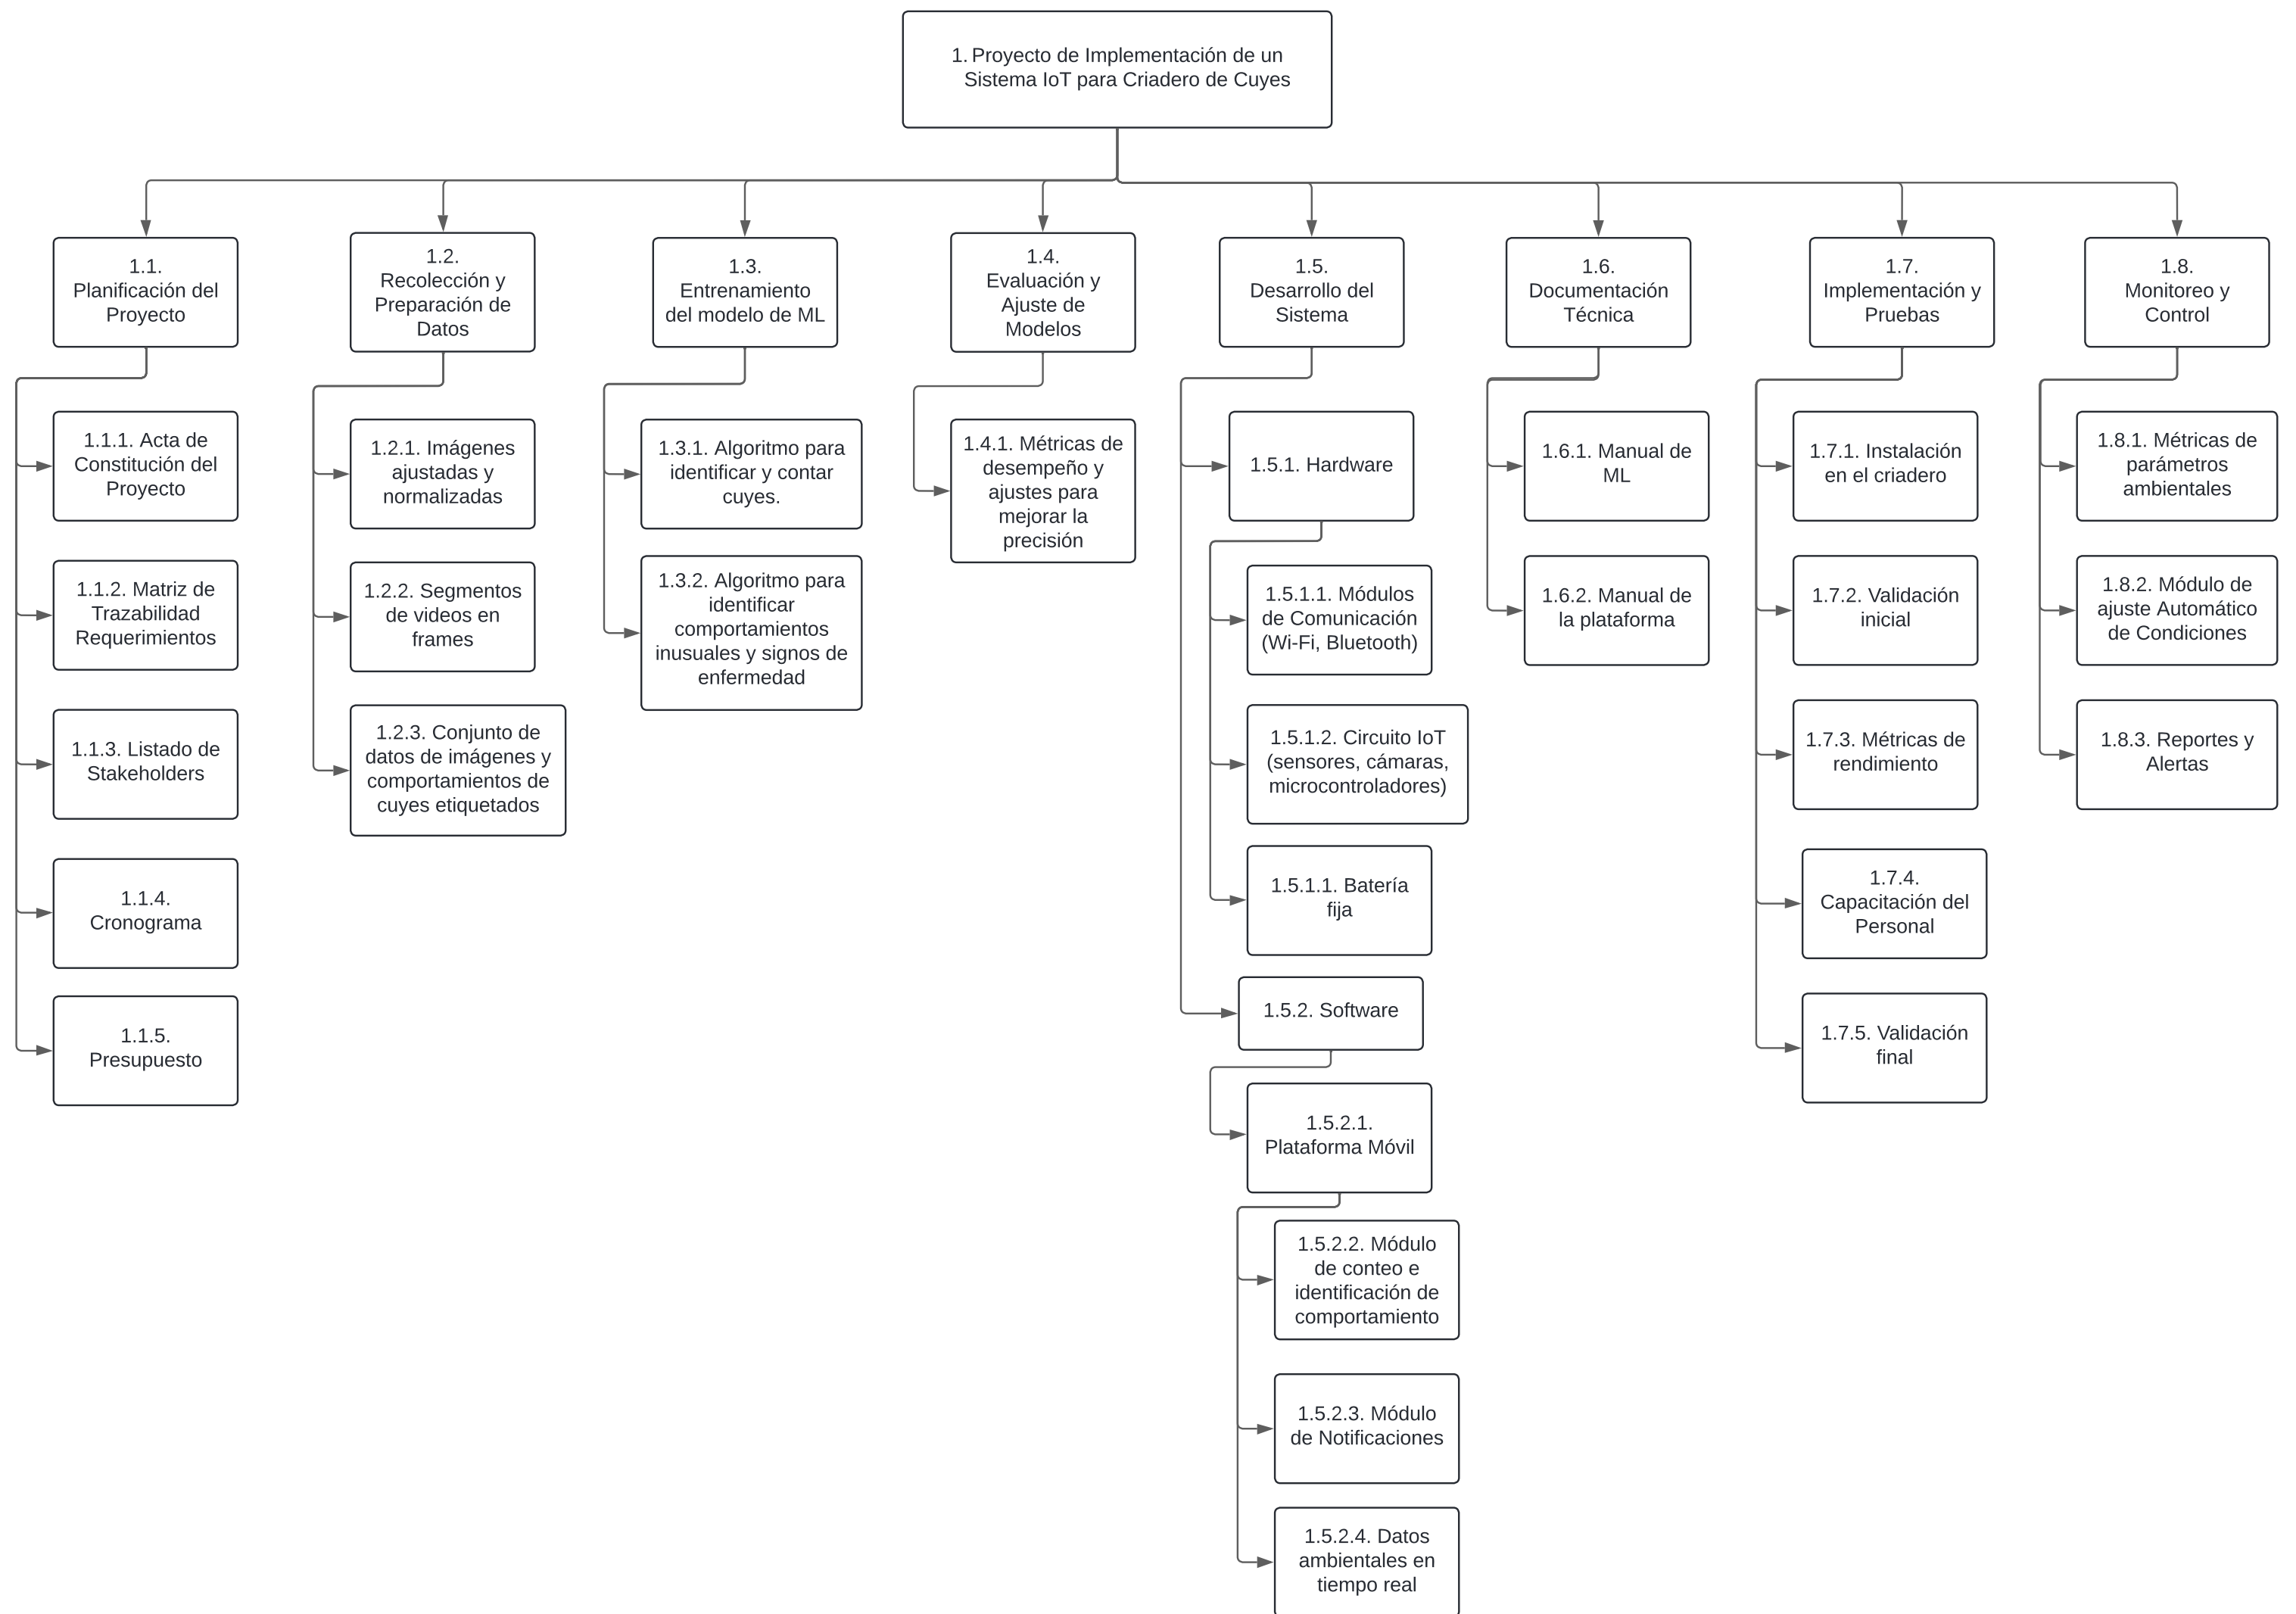 1. Proyecto de Implementación de un
Sistema IoT para Criadero de Cuyes
1.1.
Planificación del
Proyecto
1.1.1. Acta de
Constitución del
Proyecto
1.1.2. Matriz de
Trazabilidad
Requerimientos
1.1.3. Listado de
Stakeholders
1.1.4.
Cronograma
1.1.5.
Presupuesto
1.2.
Recolección y
Preparación de
Datos
1.2.1. Imágenes
ajustadas y
normalizadas
1.2.2. Segmentos
de videos en
frames
1.2.3. Conjunto de
datos de imágenes y
comportamientos de
cuyes etiquetados
1.3.
Entrenamiento
del modelo de ML
1.3.1. Algoritmo para
identificar y contar
cuyes.
1.3.2. Algoritmo para
identificar
comportamientos
inusuales y signos de
enfermedad
1.4.
Evaluación y
Ajuste de
Modelos
1.4.1. Métricas de
desempeño y
ajustes para
mejorar la
precisión
1.5.
Desarrollo del
Sistema
1.5.1. Hardware
1.5.1.1. Módulos
de Comunicación
(Wi-Fi, Bluetooth)
1.5.1.2. Circuito IoT
(sensores, cámaras,
microcontroladores)
1.5.1.1. Batería
fija
1.5.2. Software
1.5.2.1.
Plataforma Móvil
1.5.2.2. Módulo
de conteo e
identificación de
comportamiento
1.5.2.3. Módulo
de Notificaciones
1.5.2.4. Datos
ambientales en
tiempo real
1.6.
Documentación
Técnica
1.6.1. Manual de
ML
1.6.2. Manual de
la plataforma
1.7.
Implementación y
Pruebas
1.7.1. Instalación
en el criadero
1.7.2. Validación
inicial
1.7.3. Métricas de
rendimiento
1.7.4.
Capacitación del
Personal
1.7.5. Validación
final
1.8.
Monitoreo y
Control
1.8.1. Métricas de
parámetros
ambientales
1.8.2. Módulo de
ajuste Automático
de Condiciones
1.8.3. Reportes y
Alertas